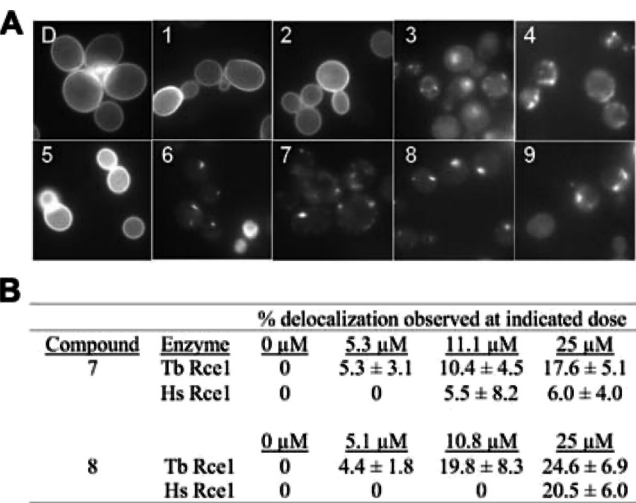 A
D 1 2 3 4
5 6 7 8 9
B
% delocalization observed at indicated dose
Compound Enzyme 0 µM 5.3 µM 11.1 µM 25 µM
7 Tb Rce1 0 5.3 ± 3.1 10.4 ± 4.5 17.6 ± 5.1
Hs Rce1 0 0 5.5 ± 8.2 6.0 ± 4.0
0 µM 5.1 µM 10.8 µM 25 µM
8 Tb Rce1 0 4.4 ± 1.8 19.8 ± 8.3 24.6 ± 6.9
Hs Rce1 0 0 0 20.5 ± 6.0